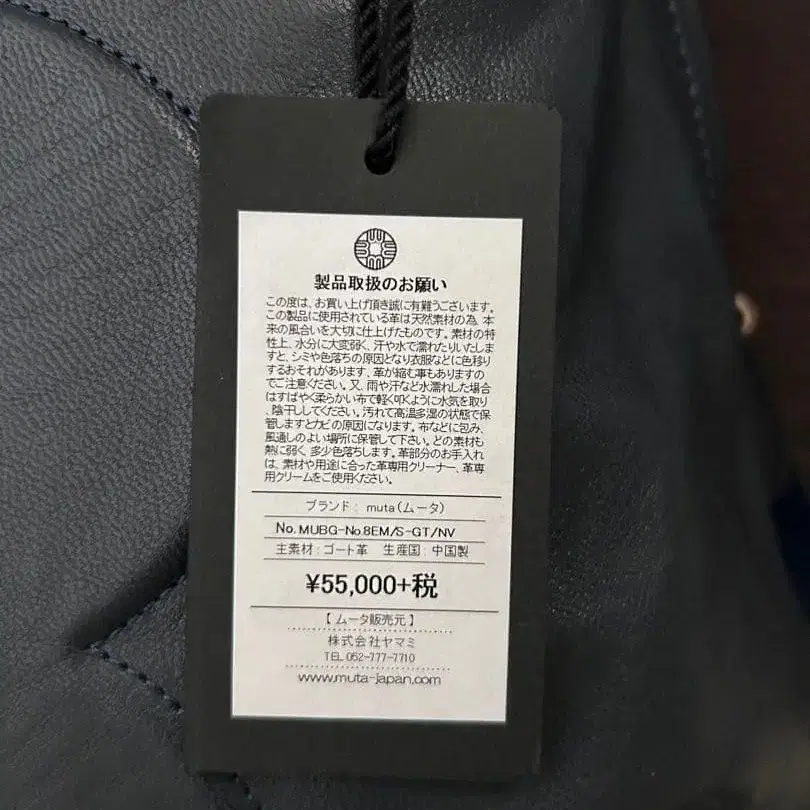 製品取扱のお願い
この度は、お買い上げ頂き誠に有難うございます。
この製品に使用されている革は天然素材の為、本
来の風合いを大切に仕上げたものです。素材の特
性上、水分に大変弱く、汗や水で濡れたりいたしま
すと、シミや色落ちの原因となり衣服などに色移り
するおそれがあります、革が縮む事もありますの
でご注意ください。又、雨や汗など水濡れした場合
はすばやく柔らかい布で軽く叩くように水気を取り
、陰干ししてください。汚れて高温多湿の状態で保
管しますとカビの原因になります。布などに包み、
風通しのよい場所に保管して下さい。どの素材も
熱に弱く、多少色落ちします。革部分のお手入れ
は、素材や用途に合った革専用クリーナー、革専
用クリームをご使用ください。
ブランド： muta（ムータ）
No. MUBG-No.8EM/S-GT/NV
主素材：ゴート革 生産国：中国製
¥55,000+税
【 ムータ販売元 】
株式会社ヤマミ
TEL 052-777-7710
www.muta-japan.com